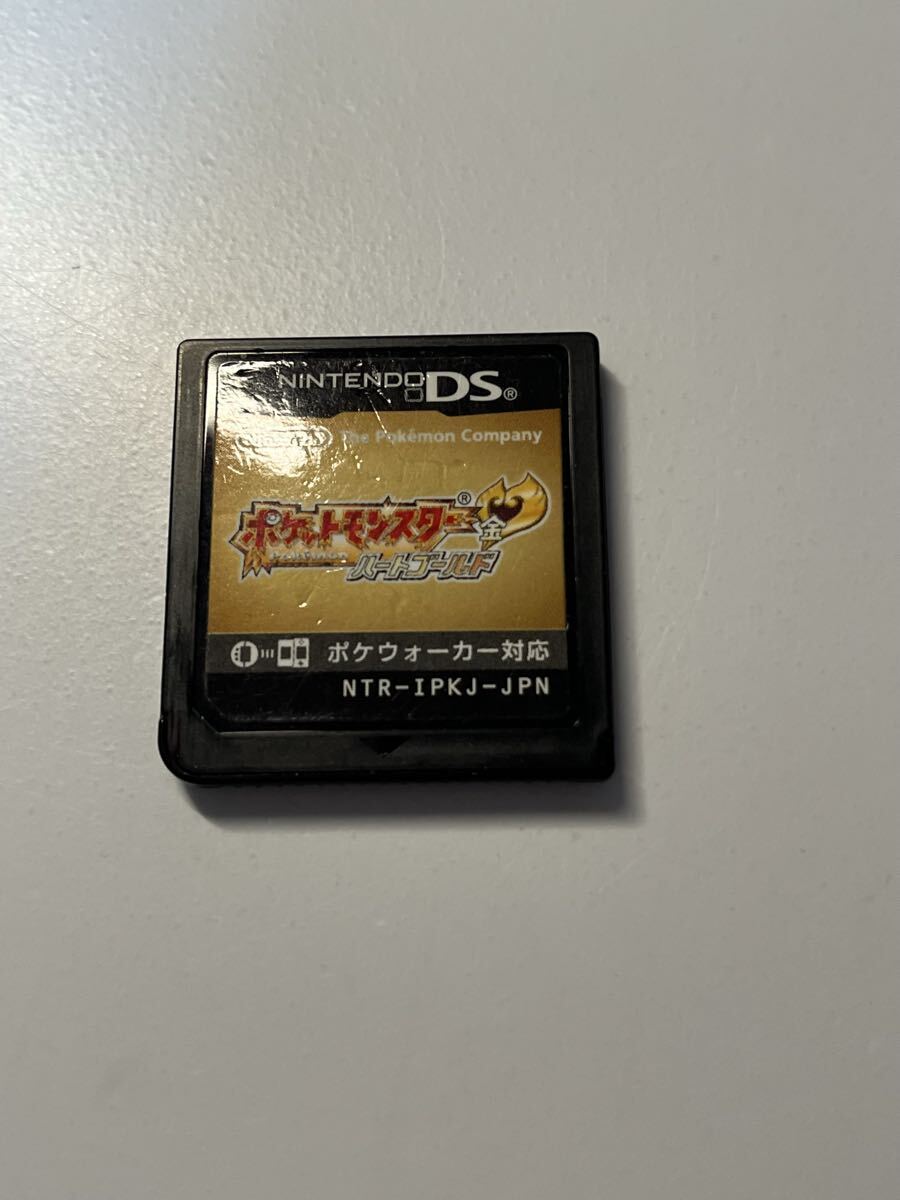 NINTENDO DS®
Nintendo The Pokémon Company
ポケットモンスター®
金
ハートゴールド
ポケウォーカー対応
NTR-IPKJ-JPN